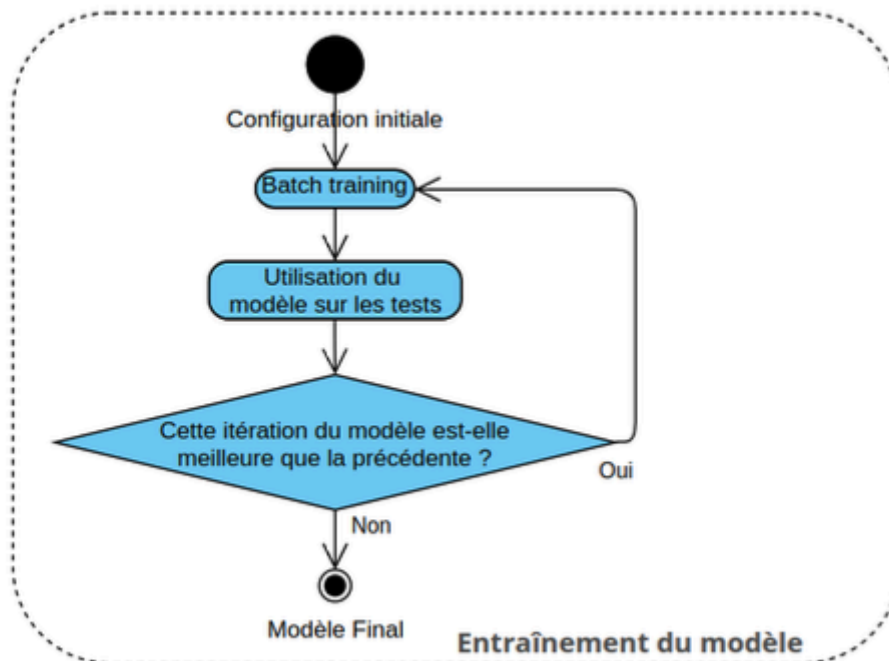 Configuration initiale
Batch training
Utilisation du
modèle sur les tests
Cette itération du modèle est-elle
meilleure que la précédente ?
Oui
Non
Modèle Final
Entraînement du modèle